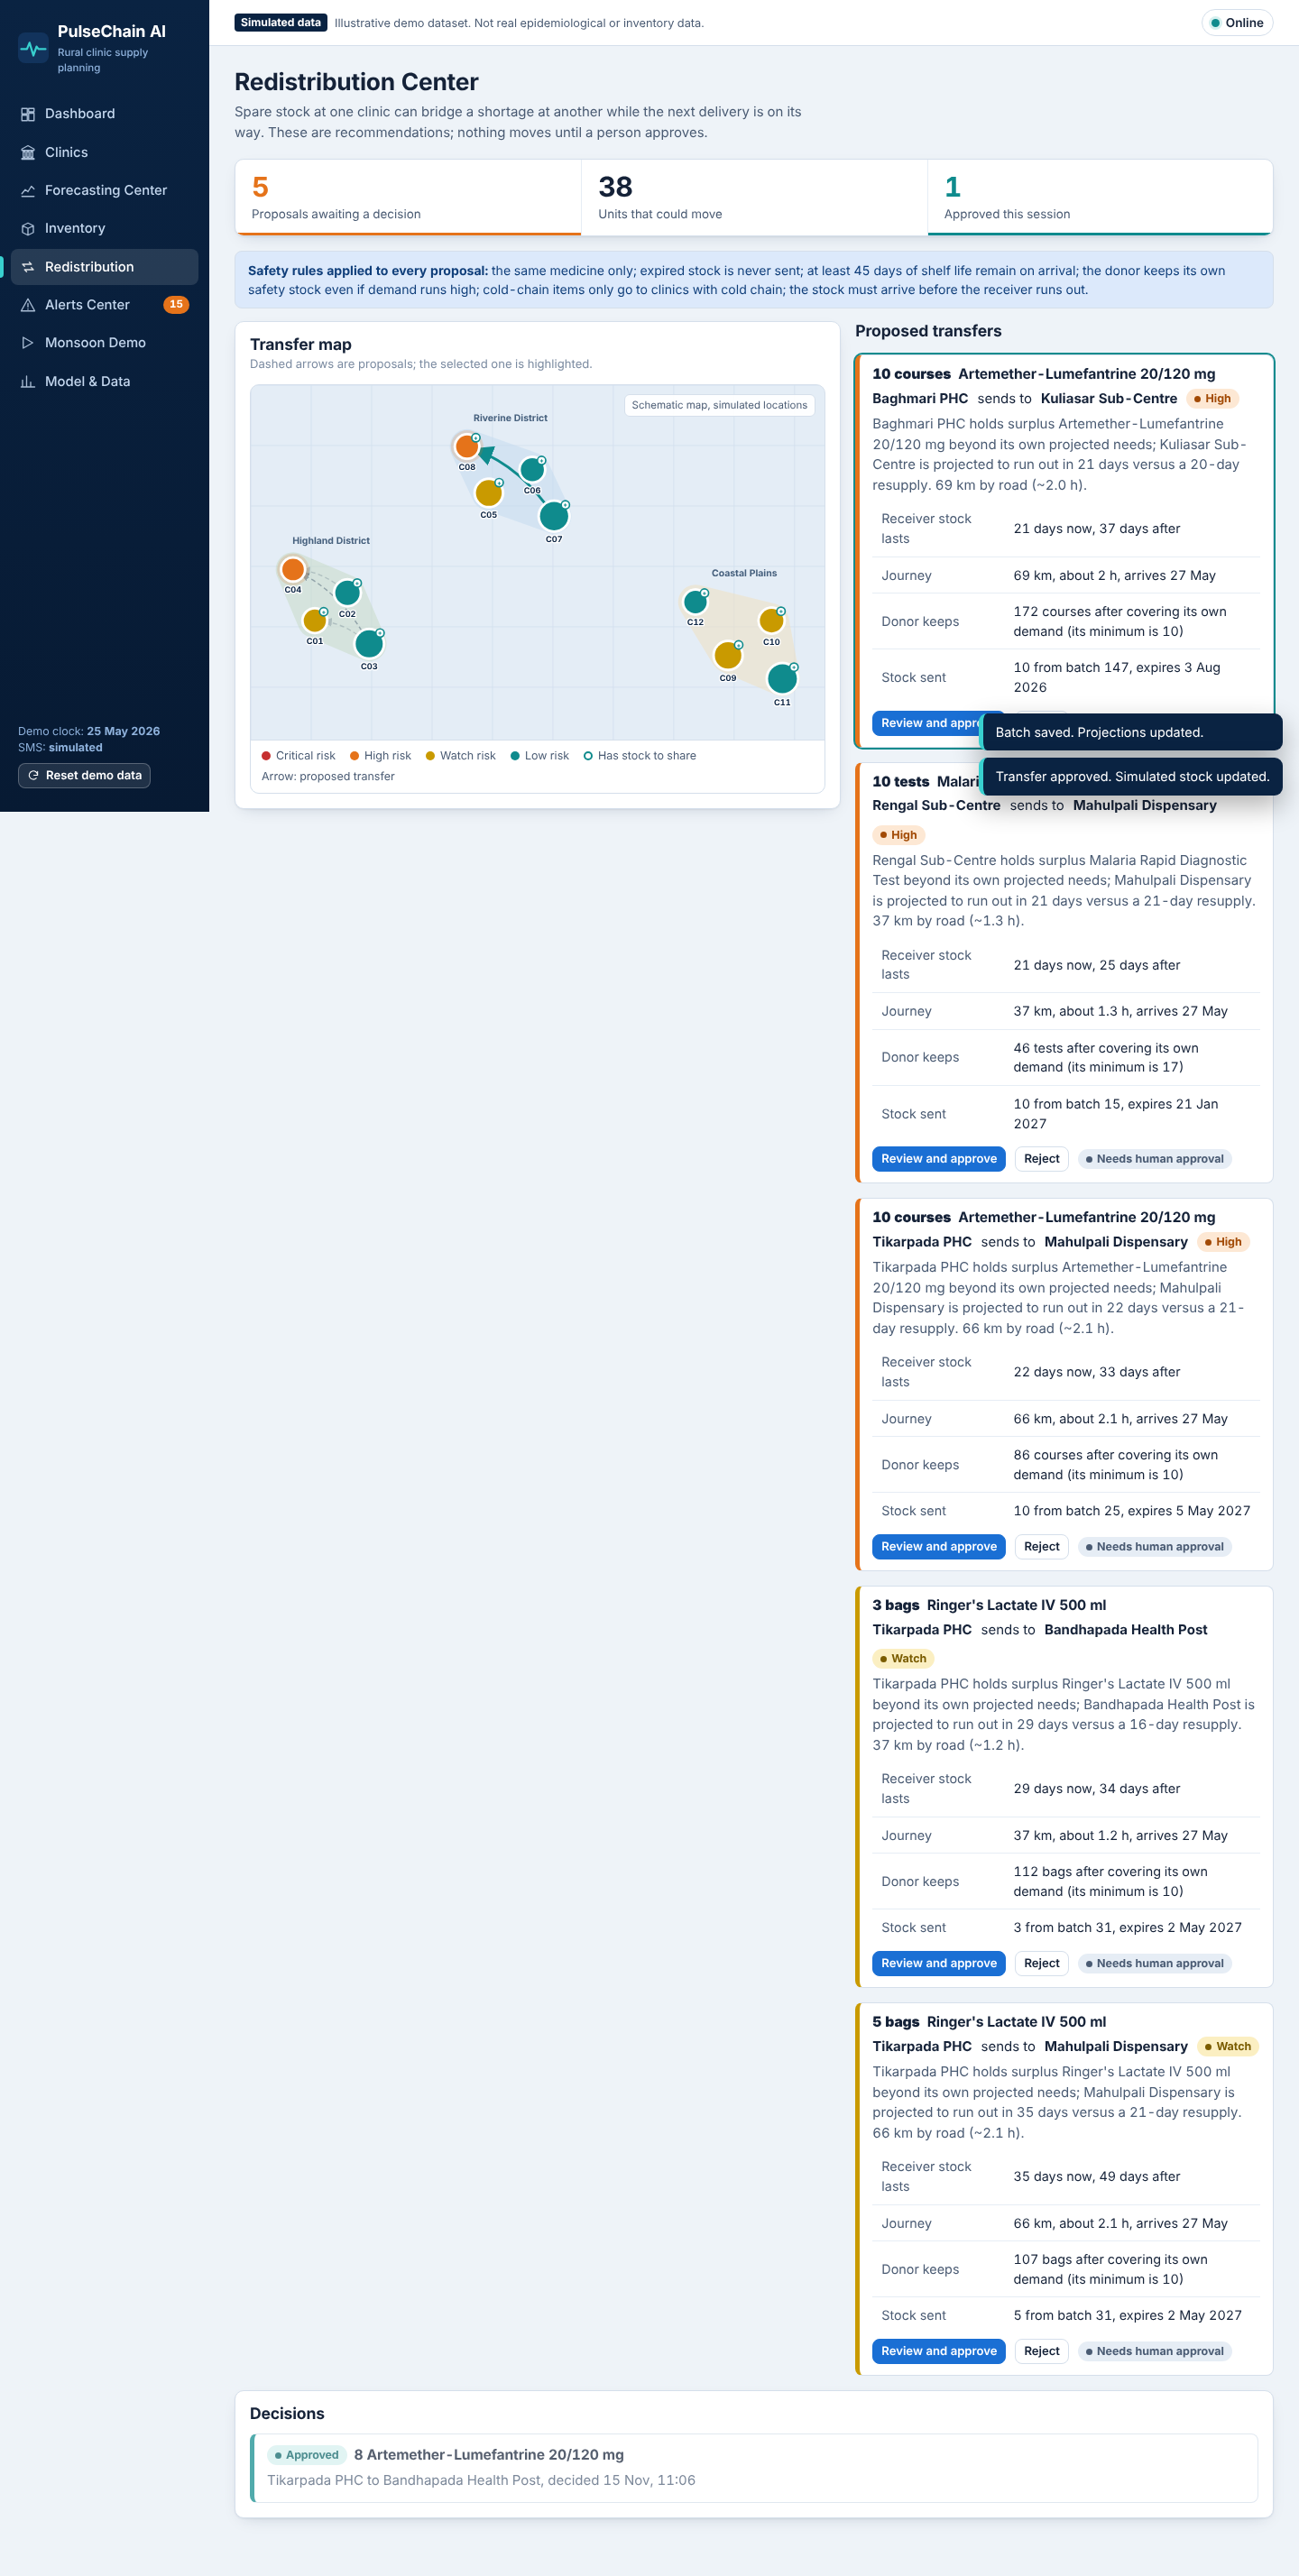 PulseChain AI
Rural clinic supply
planning
Dashboard
Clinics
Forecasting Center
Inventory
Redistribution
Alerts Center 15
Monsoon Demo
Model & Data
Demo clock: 25 May 2026
SMS: simulated
Reset demo data
Simulated data Illustrative demo dataset. Not real epidemiological or inventory data.
Online
Redistribution Center
Spare stock at one clinic can bridge a shortage at another while the next delivery is on its
way. These are recommendations; nothing moves until a person approves.
5
Proposals awaiting a decision
38
Units that could move
1
Approved this session
Safety rules applied to every proposal: the same medicine only; expired stock is never sent; at least 45 days of shelf life remain on arrival; the donor keeps its own
safety stock even if demand runs high; cold-chain items only go to clinics with cold chain; the stock must arrive before the receiver runs out.
Transfer map
Dashed arrows are proposals; the selected one is highlighted.
Schematic map, simulated locations
Riverine District
C08
C06
C05
C07
Highland District
C04
C02
C01
C03
Coastal Plains
C12
C10
C09
C11
Critical risk High risk Watch risk Low risk Has stock to share
Arrow: proposed transfer
Proposed transfers
10 courses Artemether-Lumefantrine 20/120 mg
Baghmari PHC sends to Kuliasar Sub-Centre High
Baghmari PHC holds surplus Artemether-Lumefantrine
20/120 mg beyond its own projected needs; Kuliasar Sub-
Centre is projected to run out in 21 days versus a 20-day
resupply. 69 km by road (~2.0 h).
Receiver stock
lasts
21 days now, 37 days after
Journey
69 km, about 2 h, arrives 27 May
Donor keeps
172 courses after covering its own
demand (its minimum is 10)
Stock sent
10 from batch 147, expires 3 Aug
2026
Review and
Batch saved. Projections updated.
Transfer approved. Simulated stock updated.
10 tests
Rengal Sub-Centre sends to Mahulpali Dispensary
High
Rengal Sub-Centre holds surplus Malaria Rapid Diagnostic
Test beyond its own projected needs; Mahulpali Dispensary
is projected to run out in 21 days versus a 21-day resupply.
37 km by road (~1.3 h).
Receiver stock
lasts
21 days now, 25 days after
Journey
37 km, about 1.3 h, arrives 27 May
Donor keeps
46 tests after covering its own
demand (its minimum is 17)
Stock sent
10 from batch 15, expires 21 Jan
2027
Review and approve Reject Needs human approval
10 courses Artemether-Lumefantrine 20/120 mg
Tikarpada PHC sends to Mahulpali Dispensary High
Tikarpada PHC holds surplus Artemether-Lumefantrine
20/120 mg beyond its own projected needs; Mahulpali
Dispensary is projected to run out in 22 days versus a 21-
day resupply. 66 km by road (~2.1 h).
Receiver stock
lasts
22 days now, 33 days after
Journey
66 km, about 2.1 h, arrives 27 May
Donor keeps
86 courses after covering its own
demand (its minimum is 10)
Stock sent
10 from batch 25, expires 5 May 2027
Review and approve Reject Needs human approval
3 bags Ringer's Lactate IV 500 ml
Tikarpada PHC sends to Bandhapada Health Post
Watch
Tikarpada PHC holds surplus Ringer's Lactate IV 500 ml
beyond its own projected needs; Bandhapada Health Post is
projected to run out in 29 days versus a 16-day resupply.
37 km by road (~1.2 h).
Receiver stock
lasts
29 days now, 34 days after
Journey
37 km, about 1.2 h, arrives 27 May
Donor keeps
112 bags after covering its own
demand (its minimum is 10)
Stock sent
3 from batch 31, expires 2 May 2027
Review and approve Reject Needs human approval
5 bags Ringer's Lactate IV 500 ml
Tikarpada PHC sends to Mahulpali Dispensary Watch
Tikarpada PHC holds surplus Ringer's Lactate IV 500 ml
beyond its own projected needs; Mahulpali Dispensary is
projected to run out in 35 days versus a 21-day resupply.
66 km by road (~2.1 h).
Receiver stock
lasts
35 days now, 49 days after
Journey
66 km, about 2.1 h, arrives 27 May
Donor keeps
107 bags after covering its own
demand (its minimum is 10)
Stock sent
5 from batch 31, expires 2 May 2027
Review and approve Reject Needs human approval
Decisions
Approved 8 Artemether-Lumefantrine 20/120 mg
Tikarpada PHC to Bandhapada Health Post, decided 15 Nov, 11:06